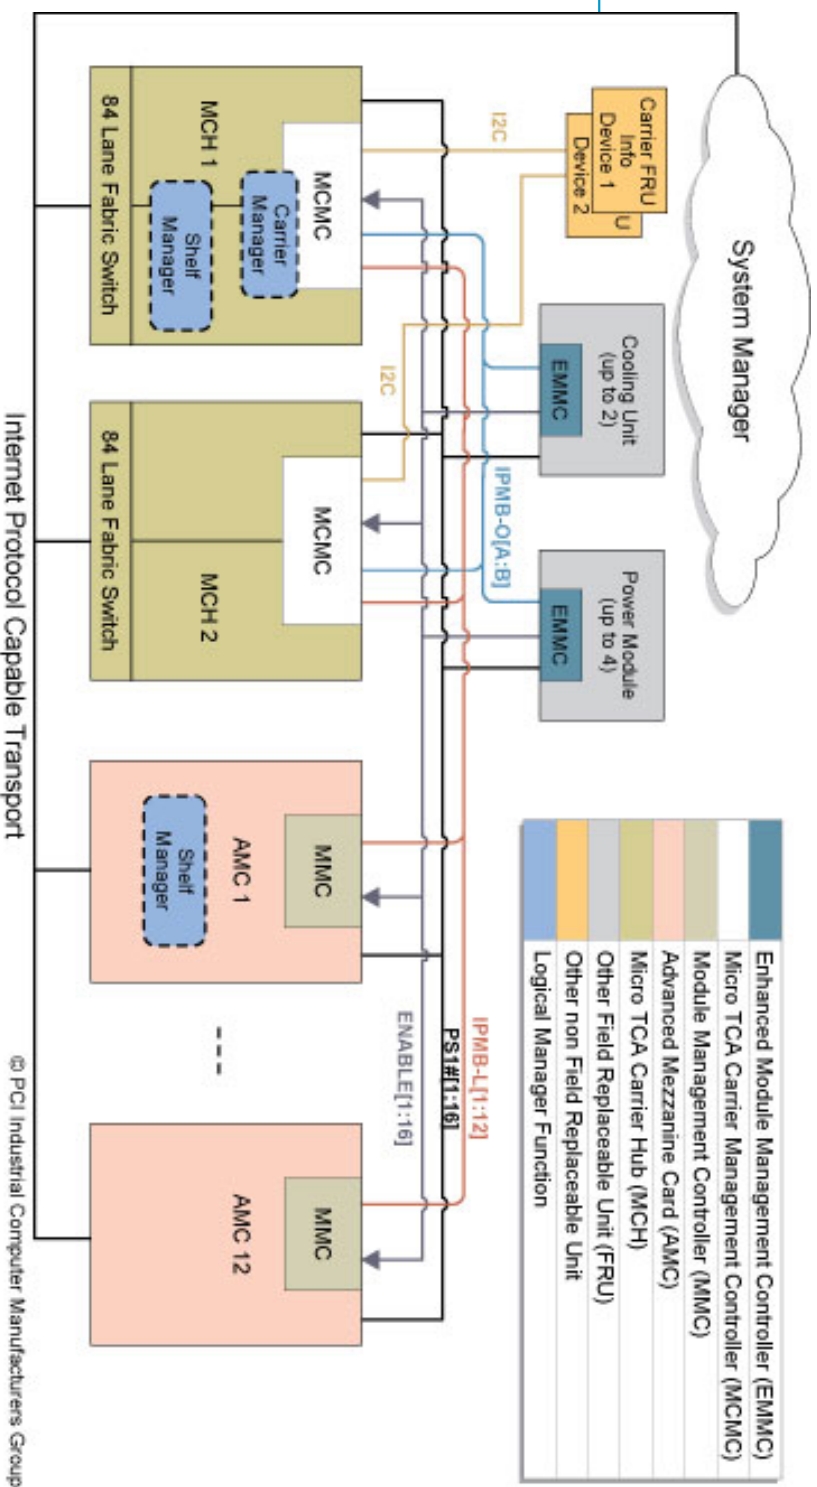 System Manager
Carrier FRU
Info
Device 1
U
Device 2
Cooling Unit
(up to 2)
EMMC
Power Module
(up to 4)
EMMC
Enhanced Module Management Controller (EMMC)
Micro TCA Carrier Management Controller (MCMC)
Module Management Controller (MMC)
Advanced Mezzanine Card (AMC)
Micro TCA Carrier Hub (MCH)
Other Field Replaceable Unit (FRU)
Other non Field Replaceable Unit
Logical Manager Function
I2C
I2C
IPMB-O[A:B]
IPMB-L[1:12]
PS1#[1:16]
ENABLE[1:16]
MCMC
Carrier
Manager
MCH 1
Shelf
Manager
84 Lane Fabric Switch
MCMC
MCH 2
84 Lane Fabric Switch
MMC
AMC 1
Shelf
Manager
MMC
AMC 12
Internet Protocol Capable Transport
© PCI Industrial Computer Manufacturers Group